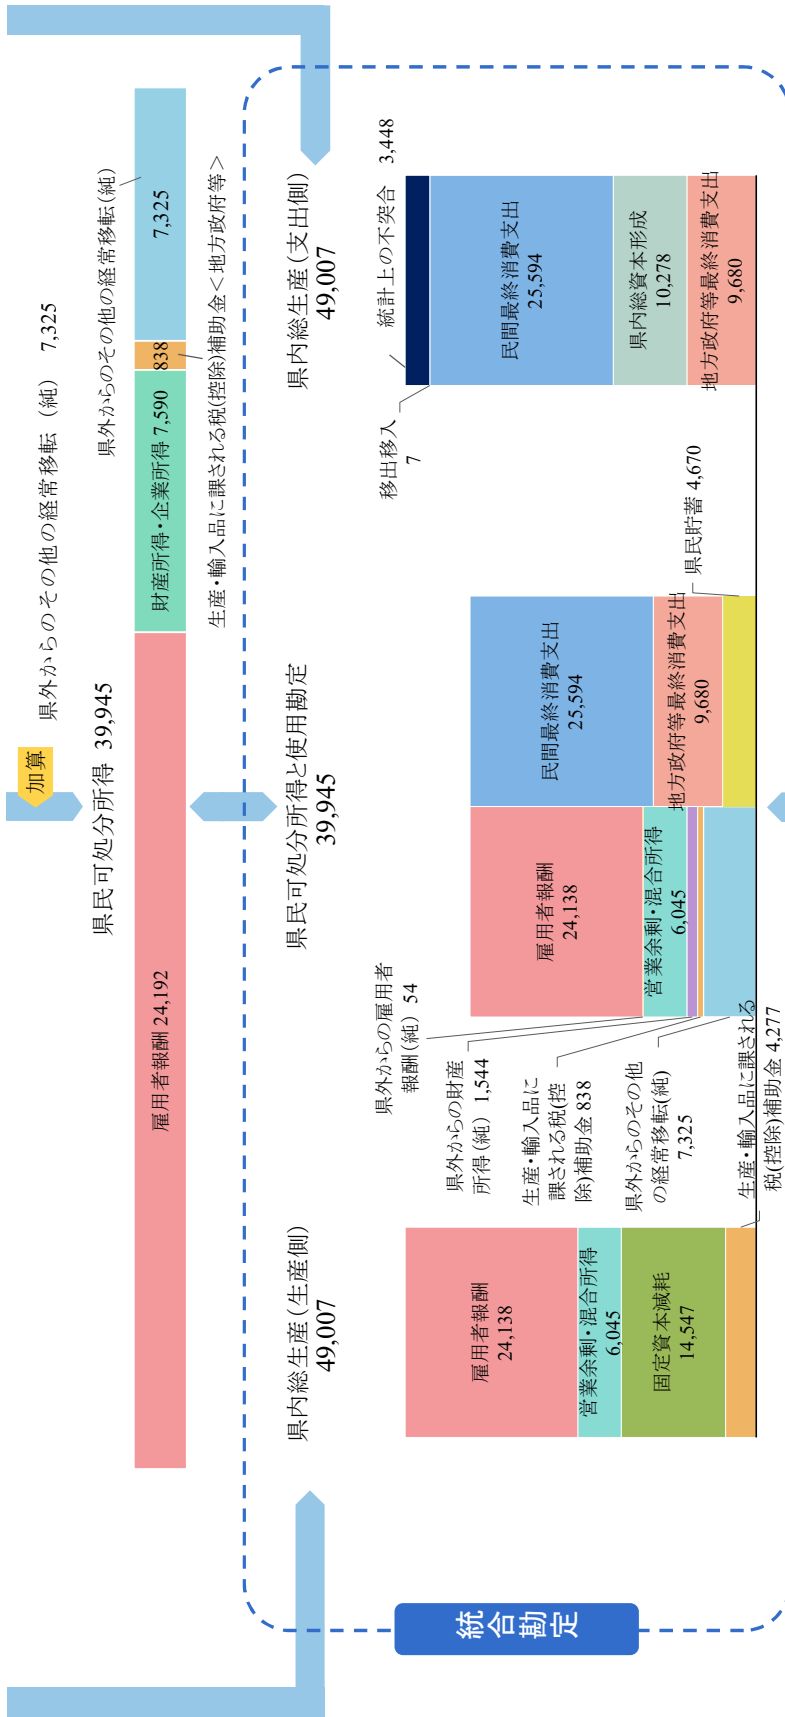 加算
県外からのその他の経常移転（純） 7,325
県民可処分所得 39,945
雇用者報酬 24,192
財産所得・企業所得 7,590
838
7,325
県外からのその他の経常移転(純)
生産・輸入品に課される税(控除)補助金＜地方政府等＞
統合勘定
県内総生産（生産側）
49,007
雇用者報酬
24,138
営業余剰・混合所得
6,045
固定資本減耗
14,547
生産・輸入品に課される
税(控除)補助金 4,277
県民可処分所得と使用勘定
39,945
県外からの雇用者
報酬（純） 54
県外からの財産
所得（純） 1,544
生産・輸入品に
課される税(控
除)補助金 838
県外からのその他
の経常移転(純)
7,325
雇用者報酬
24,138
営業余剰・混合所得
6,045
民間最終消費支出
25,594
地方政府等最終消費支出
9,680
県民貯蓄 4,670
県内総生産（支出側）
49,007
移出移入
7
統計上の不突合 3,448
民間最終消費支出
25,594
県内総資本形成
10,278
地方政府等最終消費支出
9,680